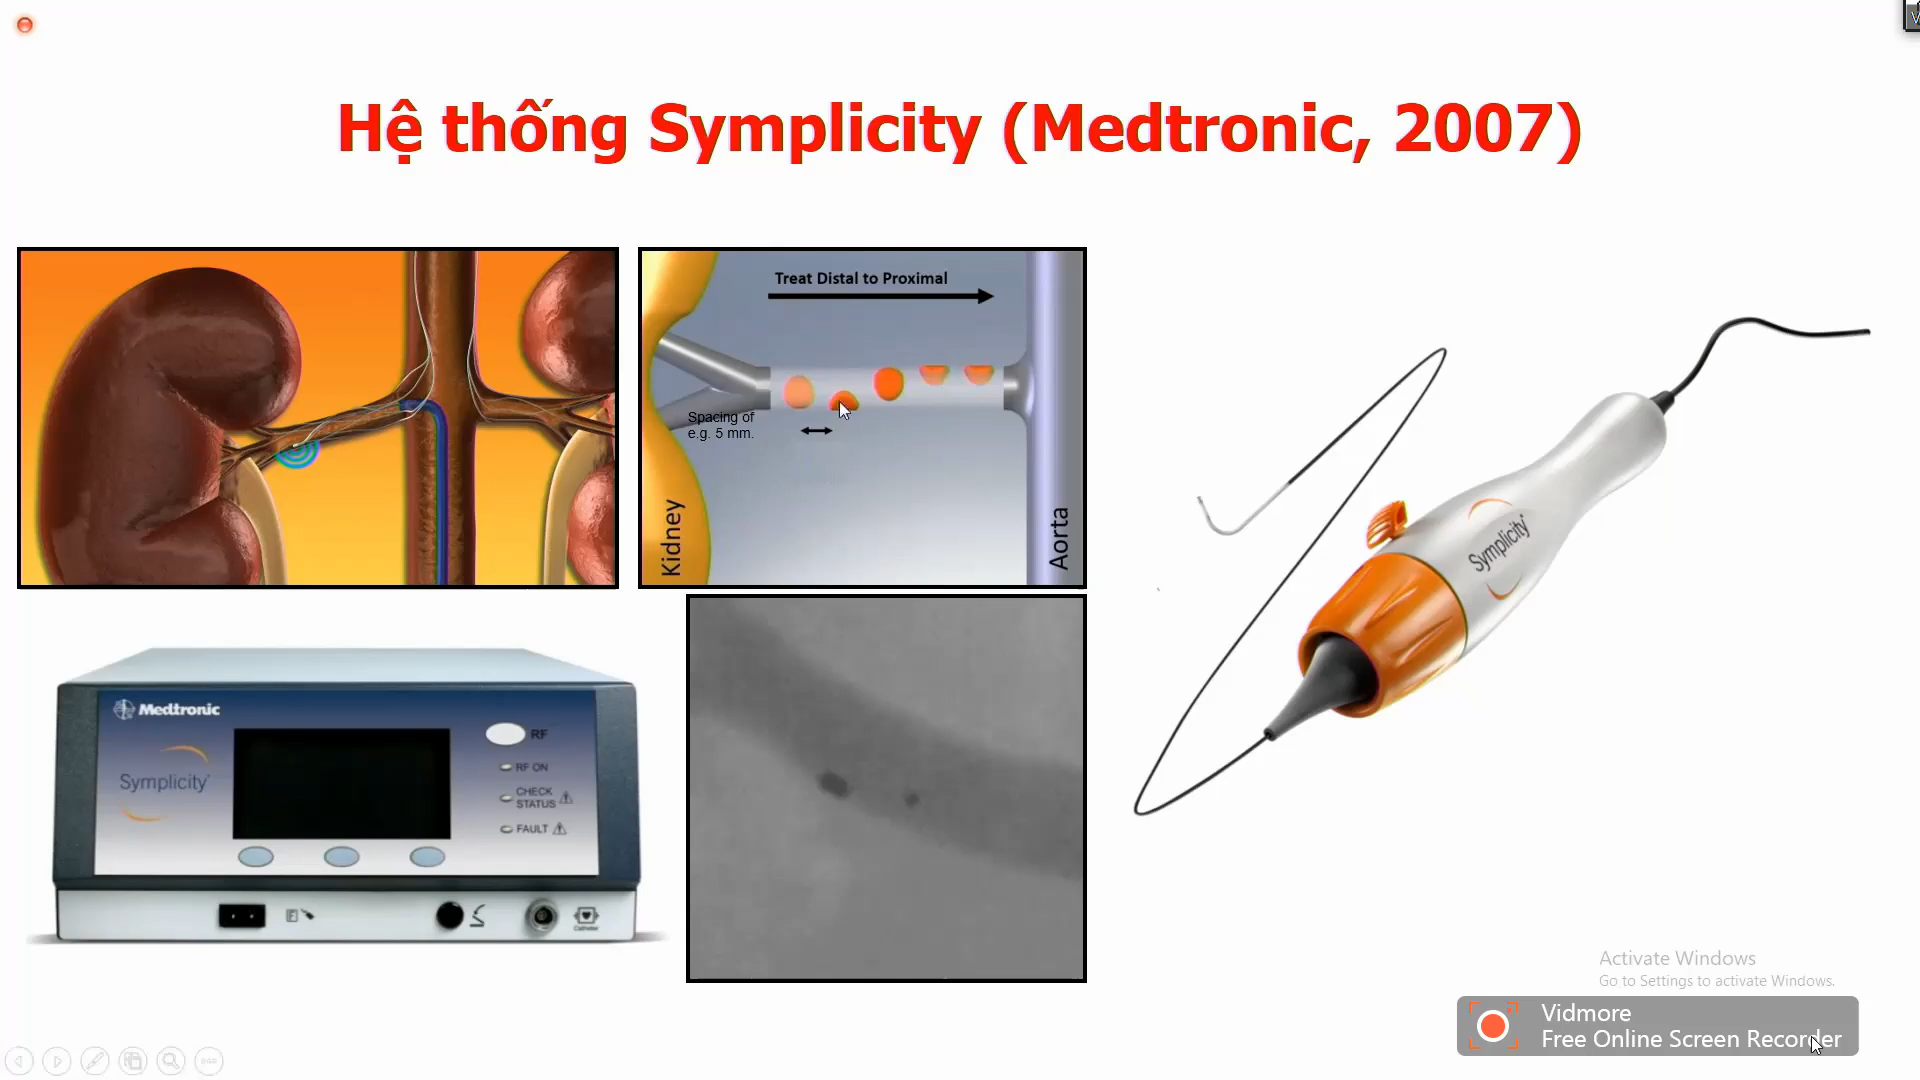 Hệ thống Symplicity (Medtronic, 2007)
Treat Distal to Proximal
Spacing of
e.g. 5 mm.
Kidney
Aorta
Symplicity
Medtronic
Symplicity
RF
RF ON
CHECK
STATUS
FAULT
Catheter
Activate Windows
Go to Settings to activate Windows.
Vidmore
Free Online Screen Recorder